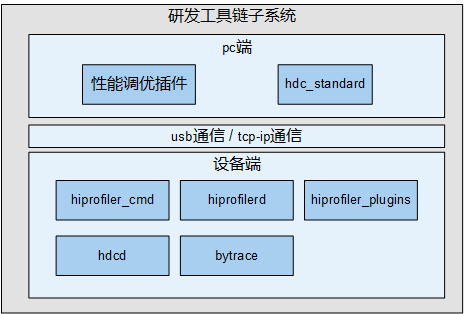 研发工具链子系统
pc端
性能调优插件
hdc_standard
usb通信 / tcp-ip通信
设备端
hiprofiler_cmd
hiprofilerd
hiprofiler_plugins
hdcd
bytrace